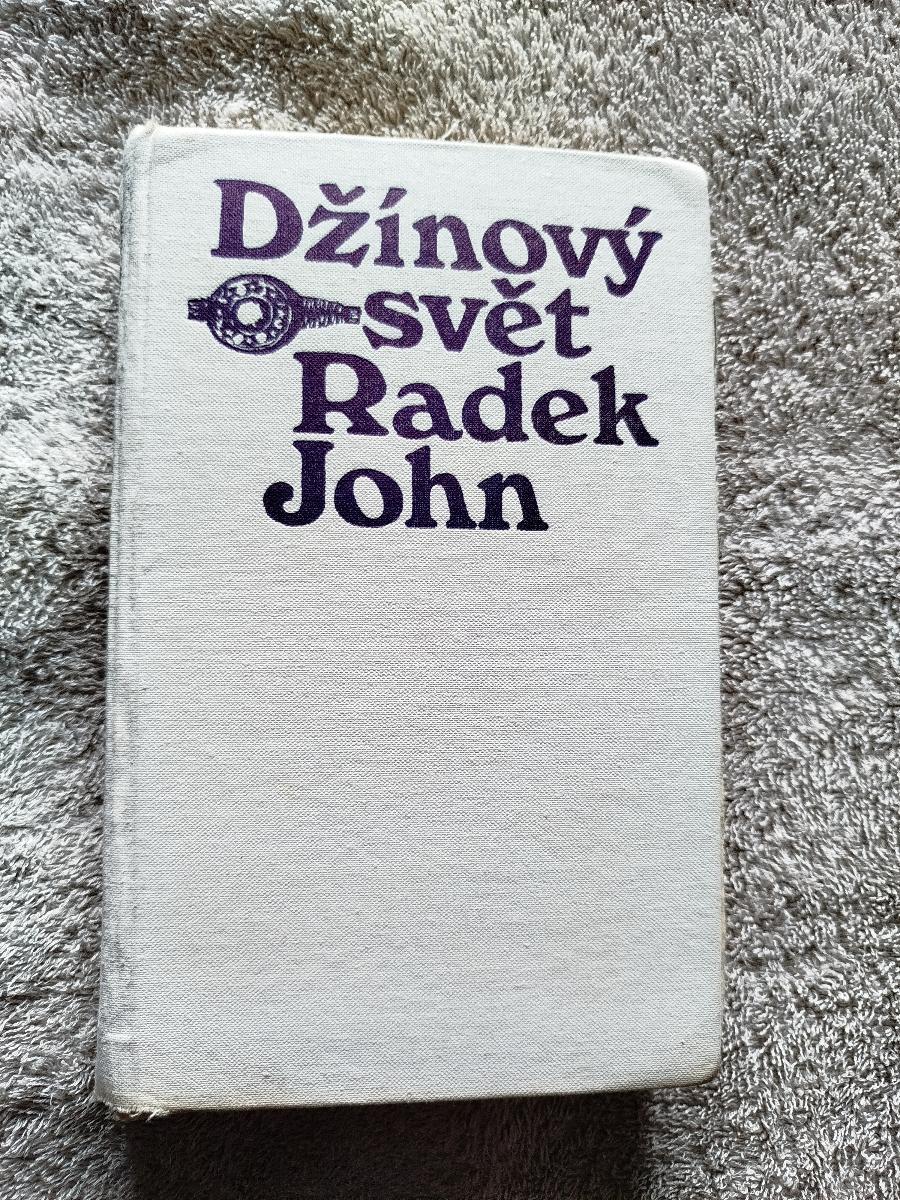 Džínový
svět
Radek
John